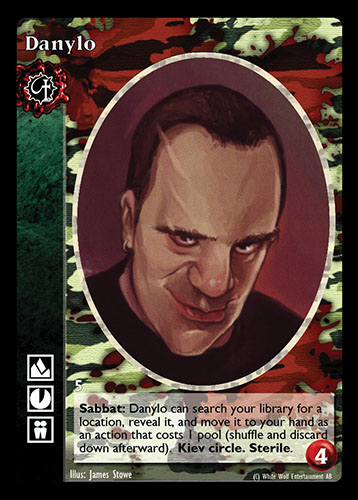 Danylo
5
Sabbat: Danylo can search your library for a
location, reveal it, and move it to your hand as
an action that costs 1 pool (shuffle and discard
down afterward). Kiev circle. Sterile.
4
Illus: James Stowe
(C) White Wolf Entertainment AB